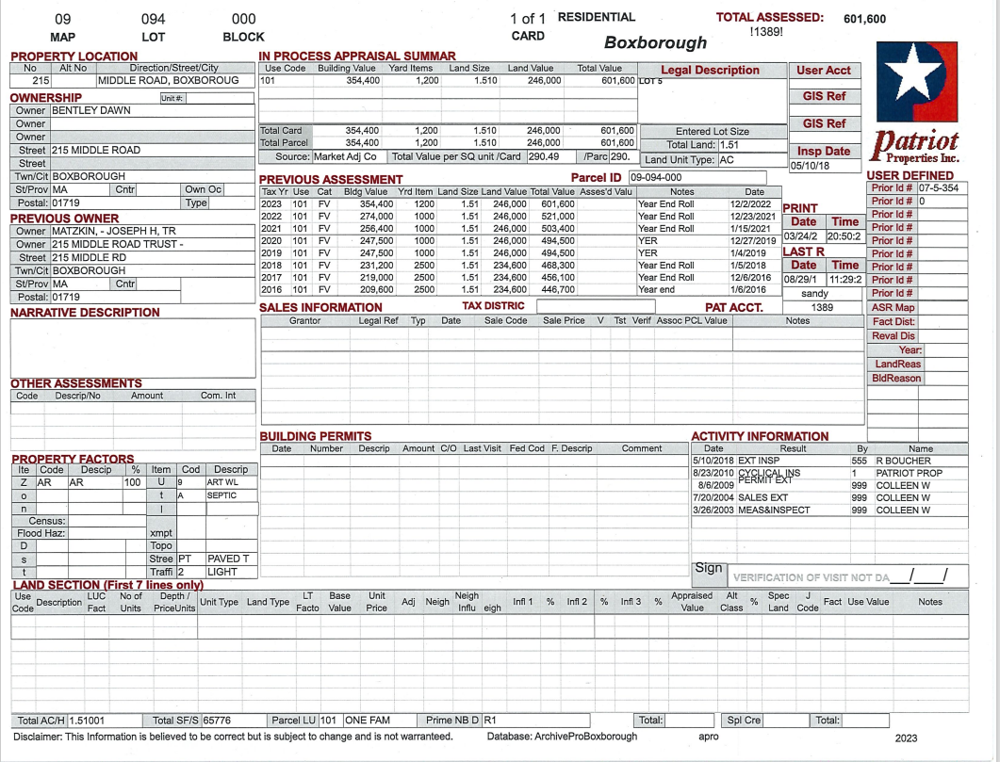 09 094 000 1 of 1 RESIDENTIAL TOTAL ASSESSED: 601,600
MAP LOT BLOCK CARD Boxborough !1389!
PROPERTY LOCATION
No Alt No Direction/Street/City
215 MIDDLE ROAD, BOXBOROUG
OWNERSHIP Unit #:
Owner BENTLEY DAWN
Owner
Owner
Street 215 MIDDLE ROAD
Street
Twn/Cit BOXBOROUGH
St/Prov MA Cntr Own Oc
Postal: 01719 Type
PREVIOUS OWNER
Owner MATZKIN, - JOSEPH H, TR
Owner 215 MIDDLE ROAD TRUST -
Street 215 MIDDLE RD
Twn/Cit BOXBOROUGH
St/Prov MA Cntr
Postal: 01719
NARRATIVE DESCRIPTION
OTHER ASSESSMENTS
Code Descrip/No Amount Com. Int
PROPERTY FACTORS
Ite Code Descip % Item Cod Descrip
Z AR AR 100 U 9 ART WL
o t A SEPTIC
n l
Census:
Flood Haz: xmpt
D Topo
s Stree PT PAVED T
t Traffi 2 LIGHT
IN PROCESS APPRAISAL SUMMAR
Use Code Building Value Yard Items Land Size Land Value Total Value
101 354,400 1,200 1.510 246,000 601,600
Total Card 354,400 1,200 1.510 246,000 601,600
Total Parcel 354,400 1,200 1.510 246,000 601,600
Source: Market Adj Co Total Value per SQ unit /Card 290.49 /Parc 290.
Legal Description
LOT 5
Entered Lot Size
Total Land: 1.51
Land Unit Type: AC
User Acct
GIS Ref
GIS Ref
Insp Date
05/10/18
Patriot
Properties Inc.
PREVIOUS ASSESSMENT Parcel ID 09-094-000
Tax Yr Use Cat Bldg Value Yrd Item Land Size Land Value Total Value Asses'd Valu Notes Date
2023 101 FV 354,400 1200 1.51 246,000 601,600 Year End Roll 12/2/2022
2022 101 FV 274,000 1000 1.51 246,000 521,000 Year End Roll 12/23/2021
2021 101 FV 256,400 1000 1.51 246,000 503,400 Year End Roll 1/15/2021
2020 101 FV 247,500 1000 1.51 246,000 494,500 YER 12/27/2019
2019 101 FV 247,500 1000 1.51 246,000 494,500 YER 1/4/2019
2018 101 FV 231,200 2500 1.51 234,600 468,300 Year End Roll 1/5/2018
2017 101 FV 219,000 2500 1.51 234,600 456,100 Year End Roll 12/6/2016
2016 101 FV 209,600 2500 1.51 234,600 446,700 Year end 1/6/2016
PRINT
Date Time
03/24/2 20:50:2
LAST R
Date Time
08/29/1 11:29:2
sandy
1389
USER DEFINED
Prior Id # 07-5-354
Prior Id # 0
Prior Id #
Prior Id #
Prior Id #
Prior Id #
Prior Id #
Prior Id #
Prior Id #
ASR Map
Fact Dist:
Reval Dis
Year:
LandReas
BldReason
SALES INFORMATION TAX DISTRIC PAT ACCT.
Grantor Legal Ref Typ Date Sale Code Sale Price V Tst Verif Assoc PCL Value Notes
BUILDING PERMITS
Date Number Descrip Amount C/O Last Visit Fed Cod F. Descrip Comment
ACTIVITY INFORMATION
Date Result By Name
5/10/2018 EXT INSP 555 R BOUCHER
8/23/2010 CYCLICAL INS 1 PATRIOT PROP
8/6/2009 PERMIT EXT 999 COLLEEN W
7/20/2004 SALES EXT 999 COLLEEN W
3/26/2003 MEAS&INSPECT 999 COLLEEN W
Sign VERIFICATION OF VISIT NOT DA___/___/___
LAND SECTION (First 7 lines only)
Use Code Description LUC Fact No of Units Depth / PriceUnits Unit Type Land Type LT Facto Base Value Unit Price Adj Neigh Neigh Influ eigh Infl 1 % Infl 2 % Infl 3 % Appraised Value Alt Class % Spec Land J Code Fact Use Value Notes
Total AC/H 1.51001 Total SF/S 65776 Parcel LU 101 ONE FAM Prime NB D R1 Total: Spl Cre Total:
Disclaimer: This Information is believed to be correct but is subject to change and is not warranted. Database: ArchiveProBoxborough apro 2023